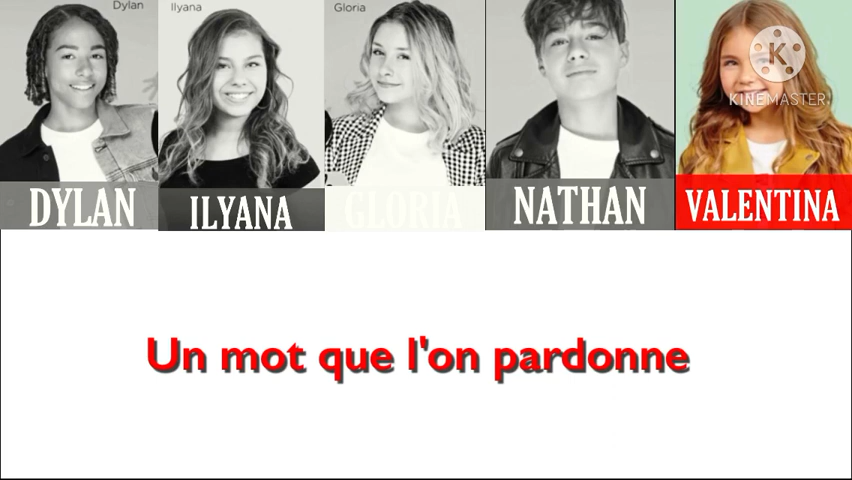 Dylan
Ilyana
Gloria
K
KINEMASTER
DYLAN
ILYANA
GLORIA
NATHAN
VALENTINA
Un mot que l'on pardonne